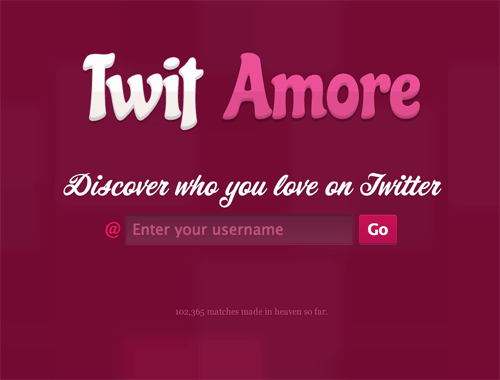 Twit Amore
Discover who you love on Twitter
@ Enter your username Go
102,365 matches made in heaven so far.